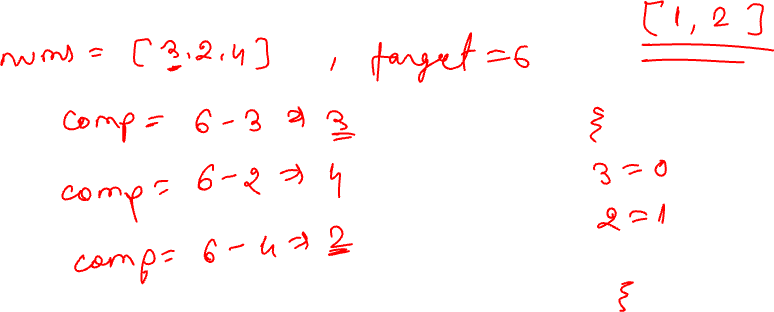 [1, 2]
nums = [3,2,4] , target = 6
comp = 6 - 3 => 3
{
comp = 6 - 2 => 4
3 = 0
2 = 1
comp = 6 - 4 => 2
}